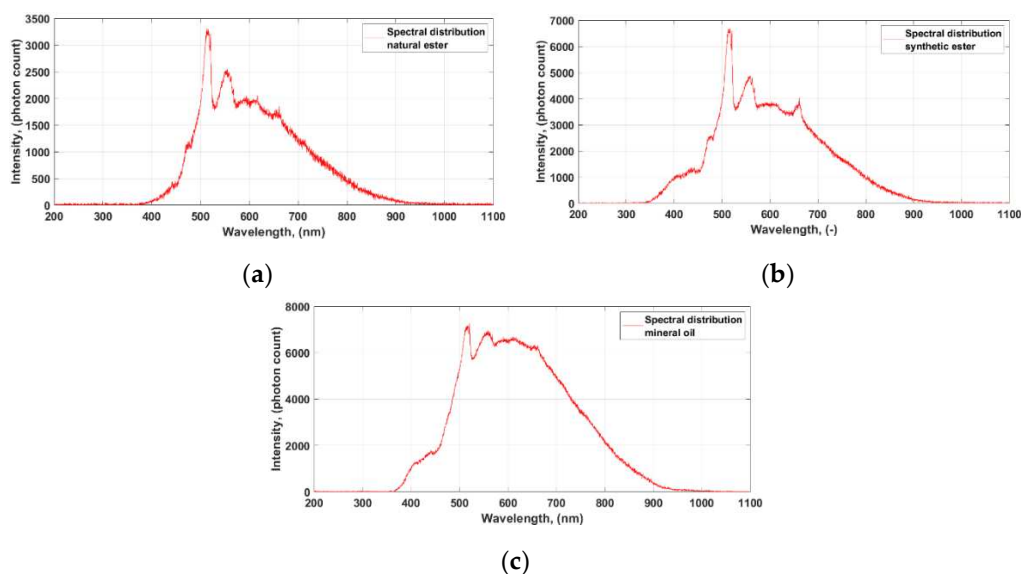 3500
3000
2500
2000
1500
1000
500
0
Intensity, (photon count)
Spectral distribution
natural ester
200 300 400 500 600 700 800 900 1000 1100
Wavelength, (nm)
(a)
7000
6000
5000
4000
3000
2000
1000
0
Intensity, (photon count)
Spectral distribution
synthetic ester
200 300 400 500 600 700 800 900 1000 1100
Wavelength, (-)
(b)
8000
6000
4000
2000
0
Intensity, (photon count)
Spectral distribution
mineral oil
200 300 400 500 600 700 800 900 1000 1100
Wavelength, (nm)
(c)